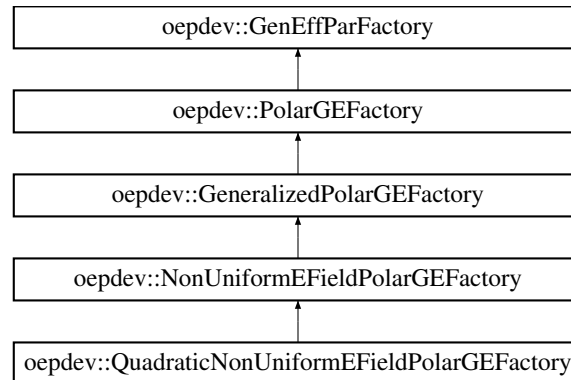 oepdev::GenEffParFactory
oepdev::PolarGEFactory
oepdev::GeneralizedPolarGEFactory
oepdev::NonUniformEFieldPolarGEFactory
oepdev::QuadraticNonUniformEFieldPolarGEFactory